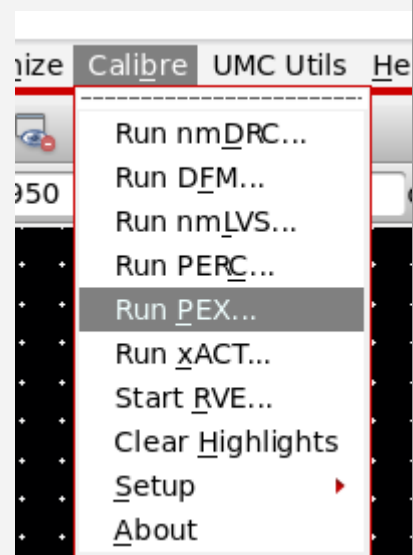 nize Calibre UMC Utils He
950
Run nmDRC...
Run DFM...
Run nmLVS...
Run PERC...
Run PEX...
Run xACT...
Start RVE...
Clear Highlights
Setup
About